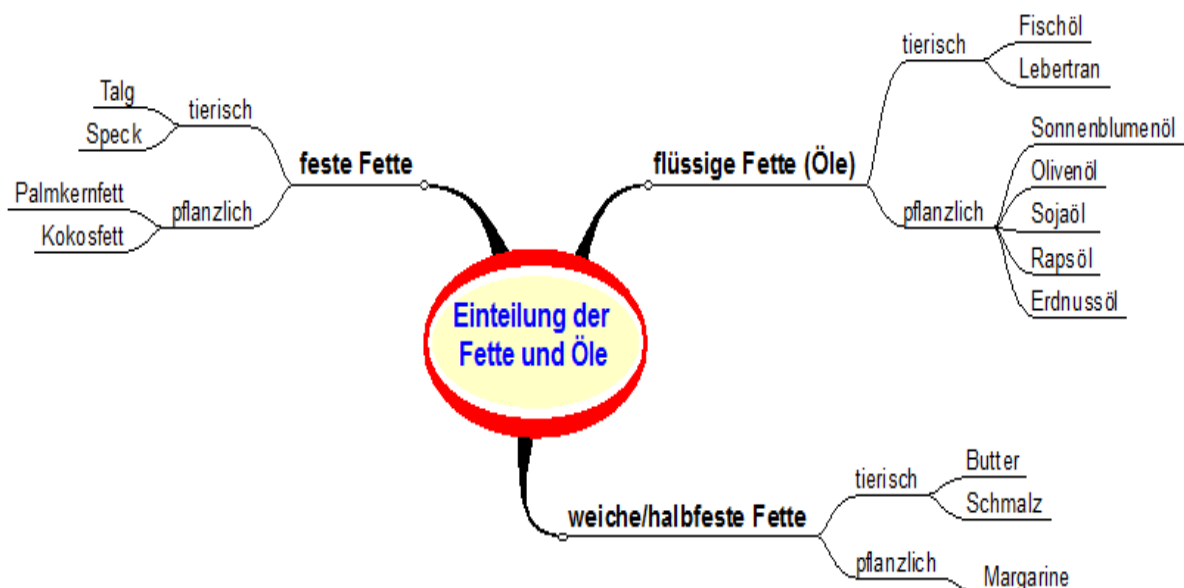 Einteilung der
Fette und Öle
feste Fette
tierisch
Talg
Speck
pflanzlich
Palmkernfett
Kokosfett
flüssige Fette (Öle)
tierisch
Fischöl
Lebertran
pflanzlich
Sonnenblumenöl
Olivenöl
Sojaöl
Rapsöl
Erdnussöl
weiche/halbfeste Fette
tierisch
Butter
Schmalz
pflanzlich
Margarine